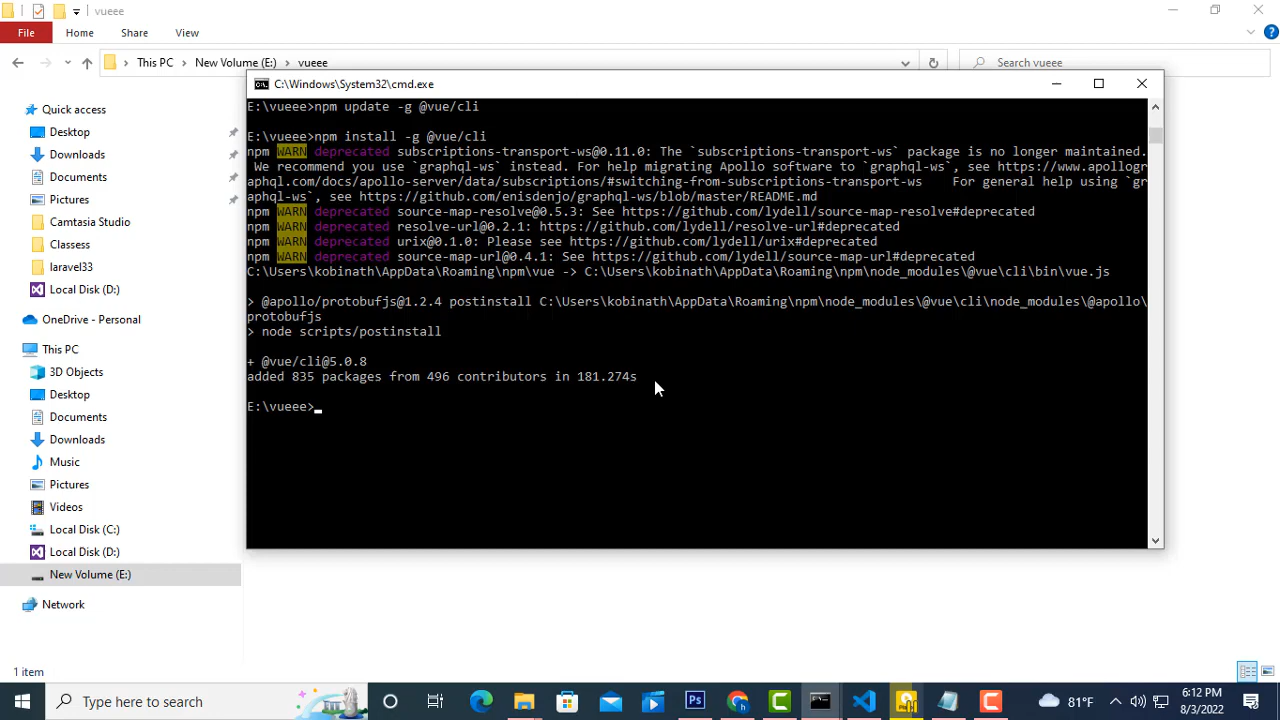 vueee
File
Home
Share
View
This PC
New Volume (E:)
vueee
Search vueee
Quick access
Desktop
Downloads
Documents
Pictures
Camtasia Studio
Classess
laravel33
Local Disk (D:)
OneDrive - Personal
This PC
3D Objects
Desktop
Documents
Downloads
Music
Pictures
Videos
Local Disk (C:)
Local Disk (D:)
New Volume (E:)
Network
1 item
C:\Windows\System32\cmd.exe
E:\vueee>npm update -g @vue/cli
E:\vueee>npm install -g @vue/cli
npm WARN deprecated subscriptions-transport-ws@0.11.0: The `subscriptions-transport-ws` package is no longer maintained.
We recommend you use `graphql-ws` instead. For help migrating Apollo software to `graphql-ws`, see https://www.apollogr
aphql.com/docs/apollo-server/data/subscriptions/#switching-from-subscriptions-transport-ws    For general help using `gr
aphql-ws`, see https://github.com/enisdenjo/graphql-ws/blob/master/README.md
npm WARN deprecated source-map-resolve@0.5.3: See https://github.com/lydell/source-map-resolve#deprecated
npm WARN deprecated resolve-url@0.2.1: https://github.com/lydell/resolve-url#deprecated
npm WARN deprecated urix@0.1.0: Please see https://github.com/lydell/urix#deprecated
npm WARN deprecated source-map-url@0.4.1: See https://github.com/lydell/source-map-url#deprecated
C:\Users\kobinath\AppData\Roaming\npm\vue -> C:\Users\kobinath\AppData\Roaming\npm\node_modules\@vue\cli\bin\vue.js
> @apollo/protobufjs@1.2.4 postinstall C:\Users\kobinath\AppData\Roaming\npm\node_modules\@vue\cli\node_modules\@apollo\
protobufjs
> node scripts/postinstall
+ @vue/cli@5.0.8
added 835 packages from 496 contributors in 181.274s
E:\vueee>
Type here to search
Ps
81°F
6:12 PM
8/3/2022